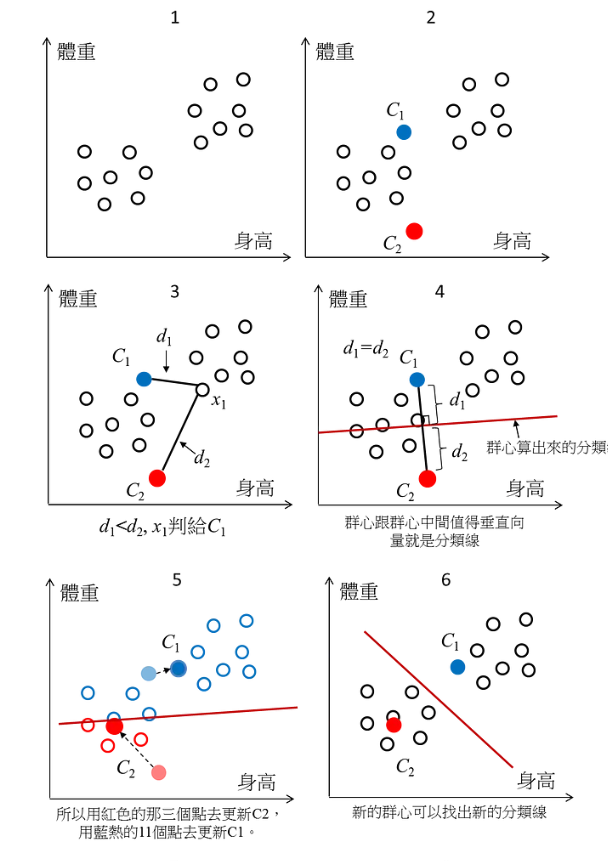 1
體重
身高
2
體重
C1
C2
身高
3
體重
d1
C1
x1
d2
C2
身高
d1<d2, x1判給C1
4
體重
d1=d2
C1
d1
群心算出來的分類
d2
C2
身高
群心跟群心中間值得垂直向
量就是分類線
5
體重
C1
C2
身高
所以用紅色的那三個點去更新C2，
用藍熱的11個點去更新C1。
6
體重
C1
C2
身高
新的群心可以找出新的分類線